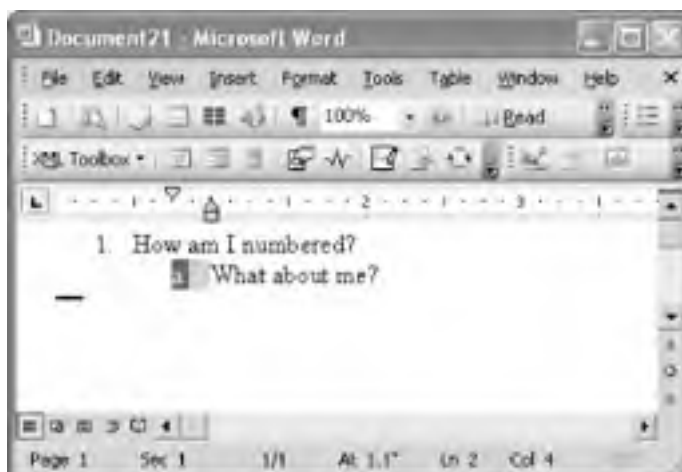 Document21 - Microsoft Word
File Edit View Insert Format Tools Table Window Help
100% Read
XML Toolbox
1 2 3
1. How am I numbered?
a. What about me?
Page 1 Sec 1 1/1 At 1.1" Ln 2 Col 4